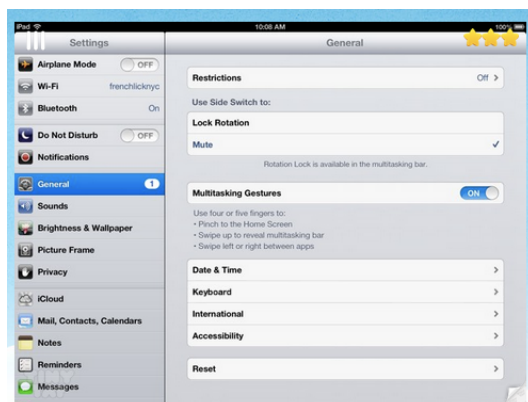 iPad
10:08 AM
100%
Settings
General
Airplane Mode OFF
Wi-Fi frenchlicknyc
Bluetooth On
Do Not Disturb OFF
Notifications
General 1
Sounds
Brightness & Wallpaper
Picture Frame
Privacy
iCloud
Mail, Contacts, Calendars
Notes
Reminders
Messages
Restrictions Off
Use Side Switch to:
Lock Rotation
Mute
Rotation Lock is available in the multitasking bar.
Multitasking Gestures ON
Use four or five fingers to:
• Pinch to the Home Screen
• Swipe up to reveal multitasking bar
• Swipe left or right between apps
Date & Time
Keyboard
International
Accessibility
Reset